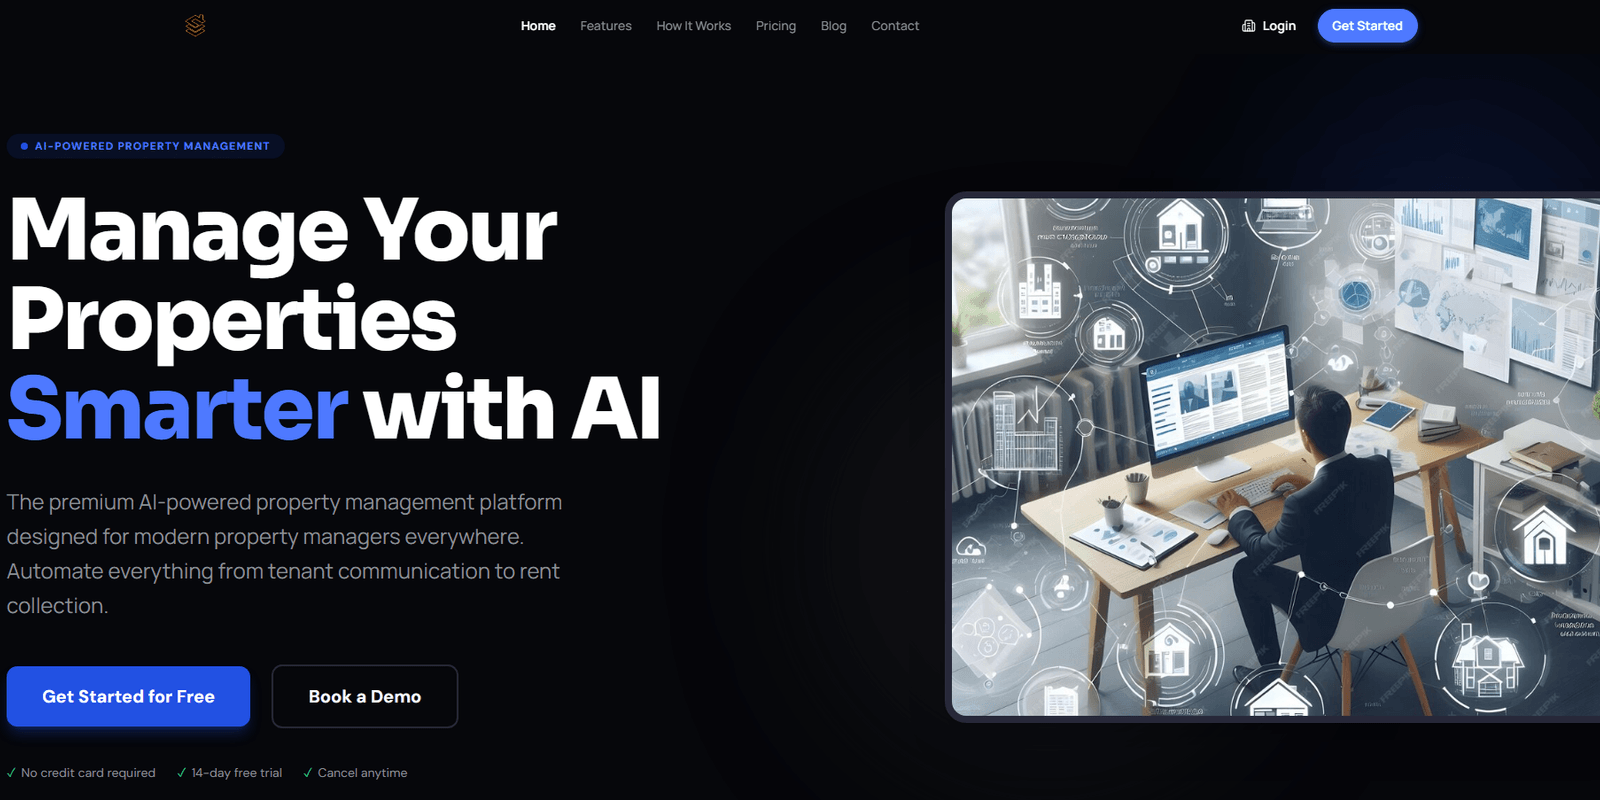 Home Features How It Works Pricing Blog Contact Login Get Started
AI-POWERED PROPERTY MANAGEMENT
Manage Your
Properties
Smarter with AI
The premium AI-powered property management platform
designed for modern property managers everywhere.
Automate everything from tenant communication to rent
collection.
Get Started for Free Book a Demo
✓ No credit card required ✓ 14-day free trial ✓ Cancel anytime
FREEPIK